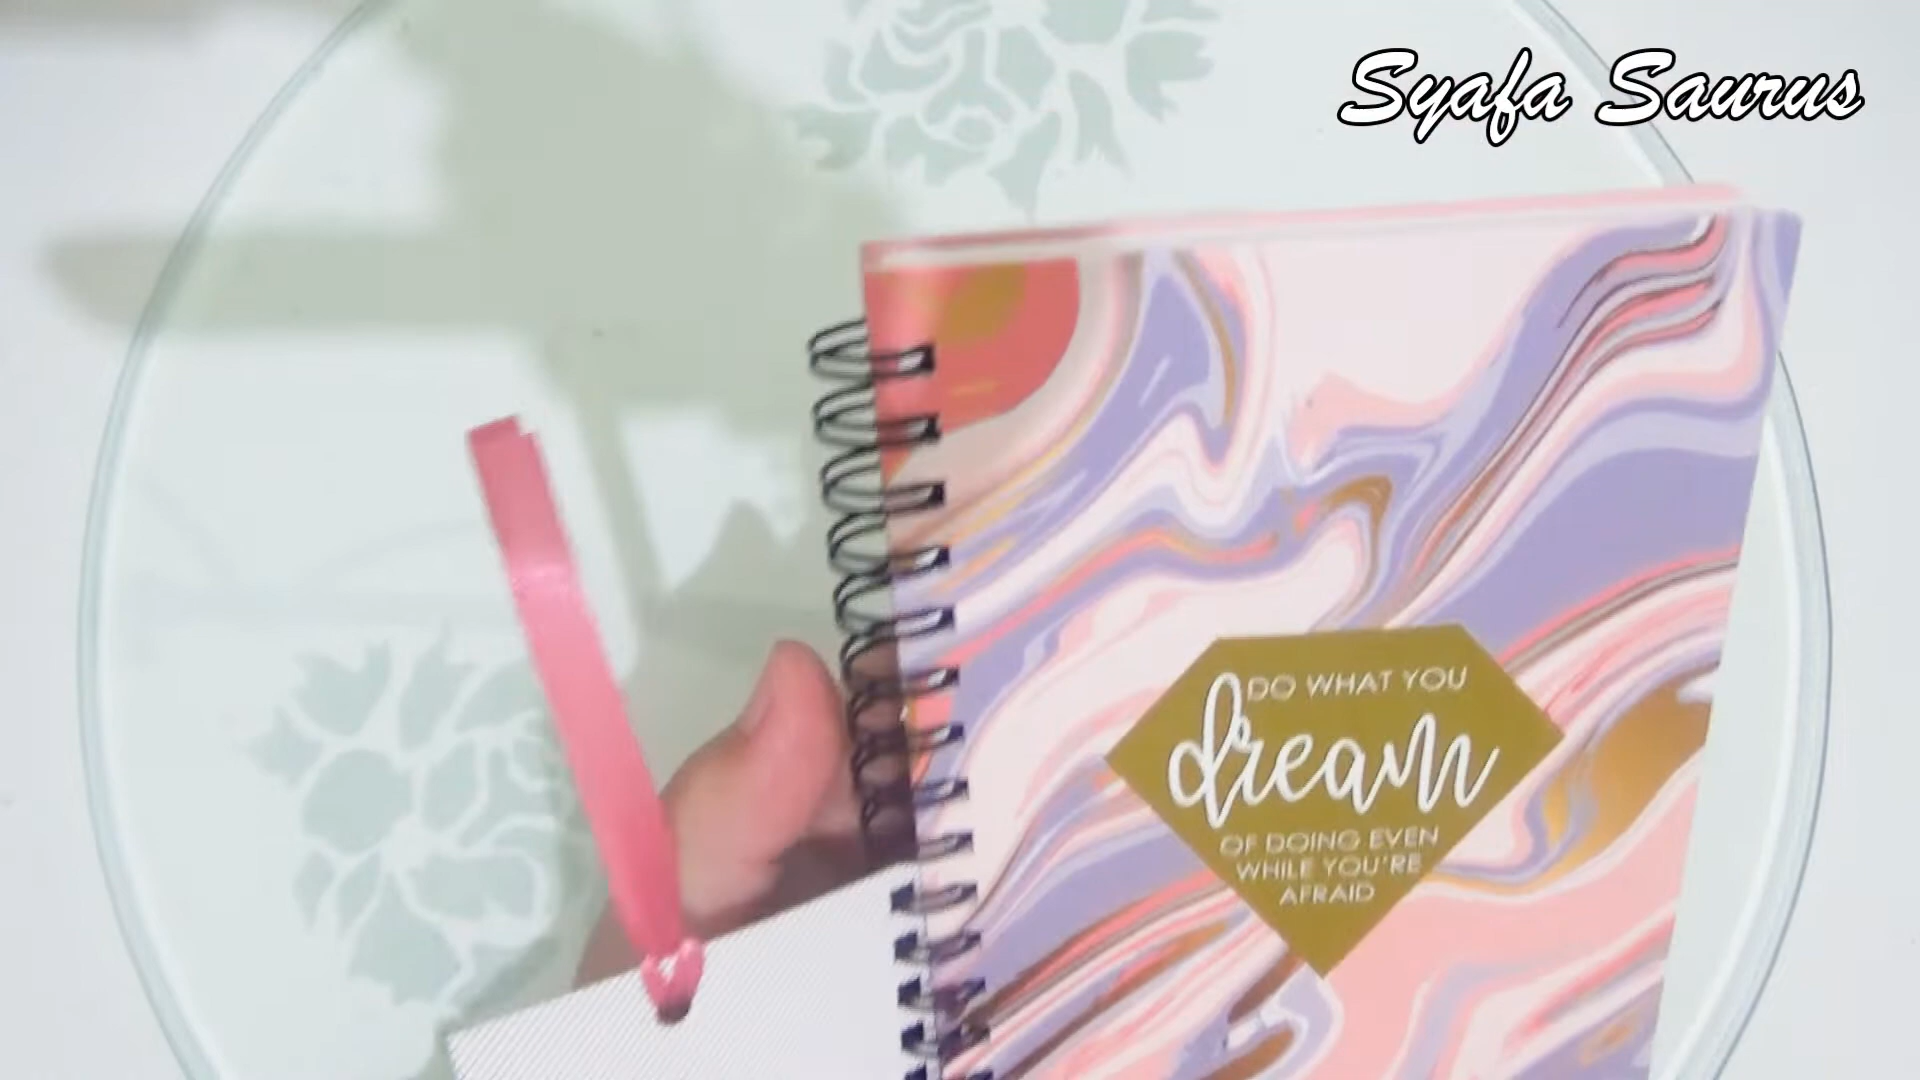 Syafa Saurus
DO WHAT YOU
dream
OF DOING EVEN
WHILE YOU'RE
AFRAID